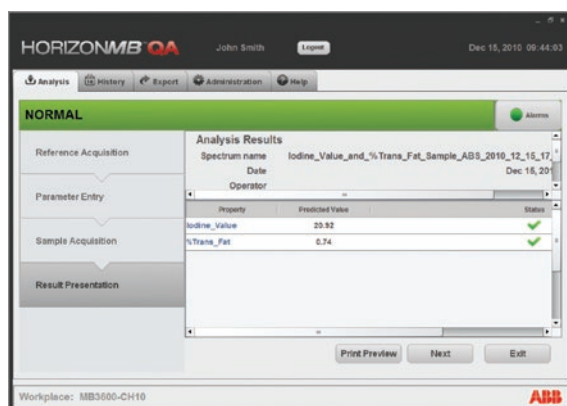 HORIZONMB QA John Smith Logout Dec 15, 2010 09:44:03
Analysis History Export Administration Help
NORMAL Alarms
Reference Acquisition
Parameter Entry
Sample Acquisition
Result Presentation
Analysis Results
Spectrum name Iodine_Value_and_%Trans_Fat_Sample_ABS_2010_12_15_17_
Date Dec 15, 201
Operator
Property Predicted Value Status
Iodine_Value 20.92
%Trans_Fat 0.74
Print Preview Next Exit
Workplace: MB3600-CH10 ABB